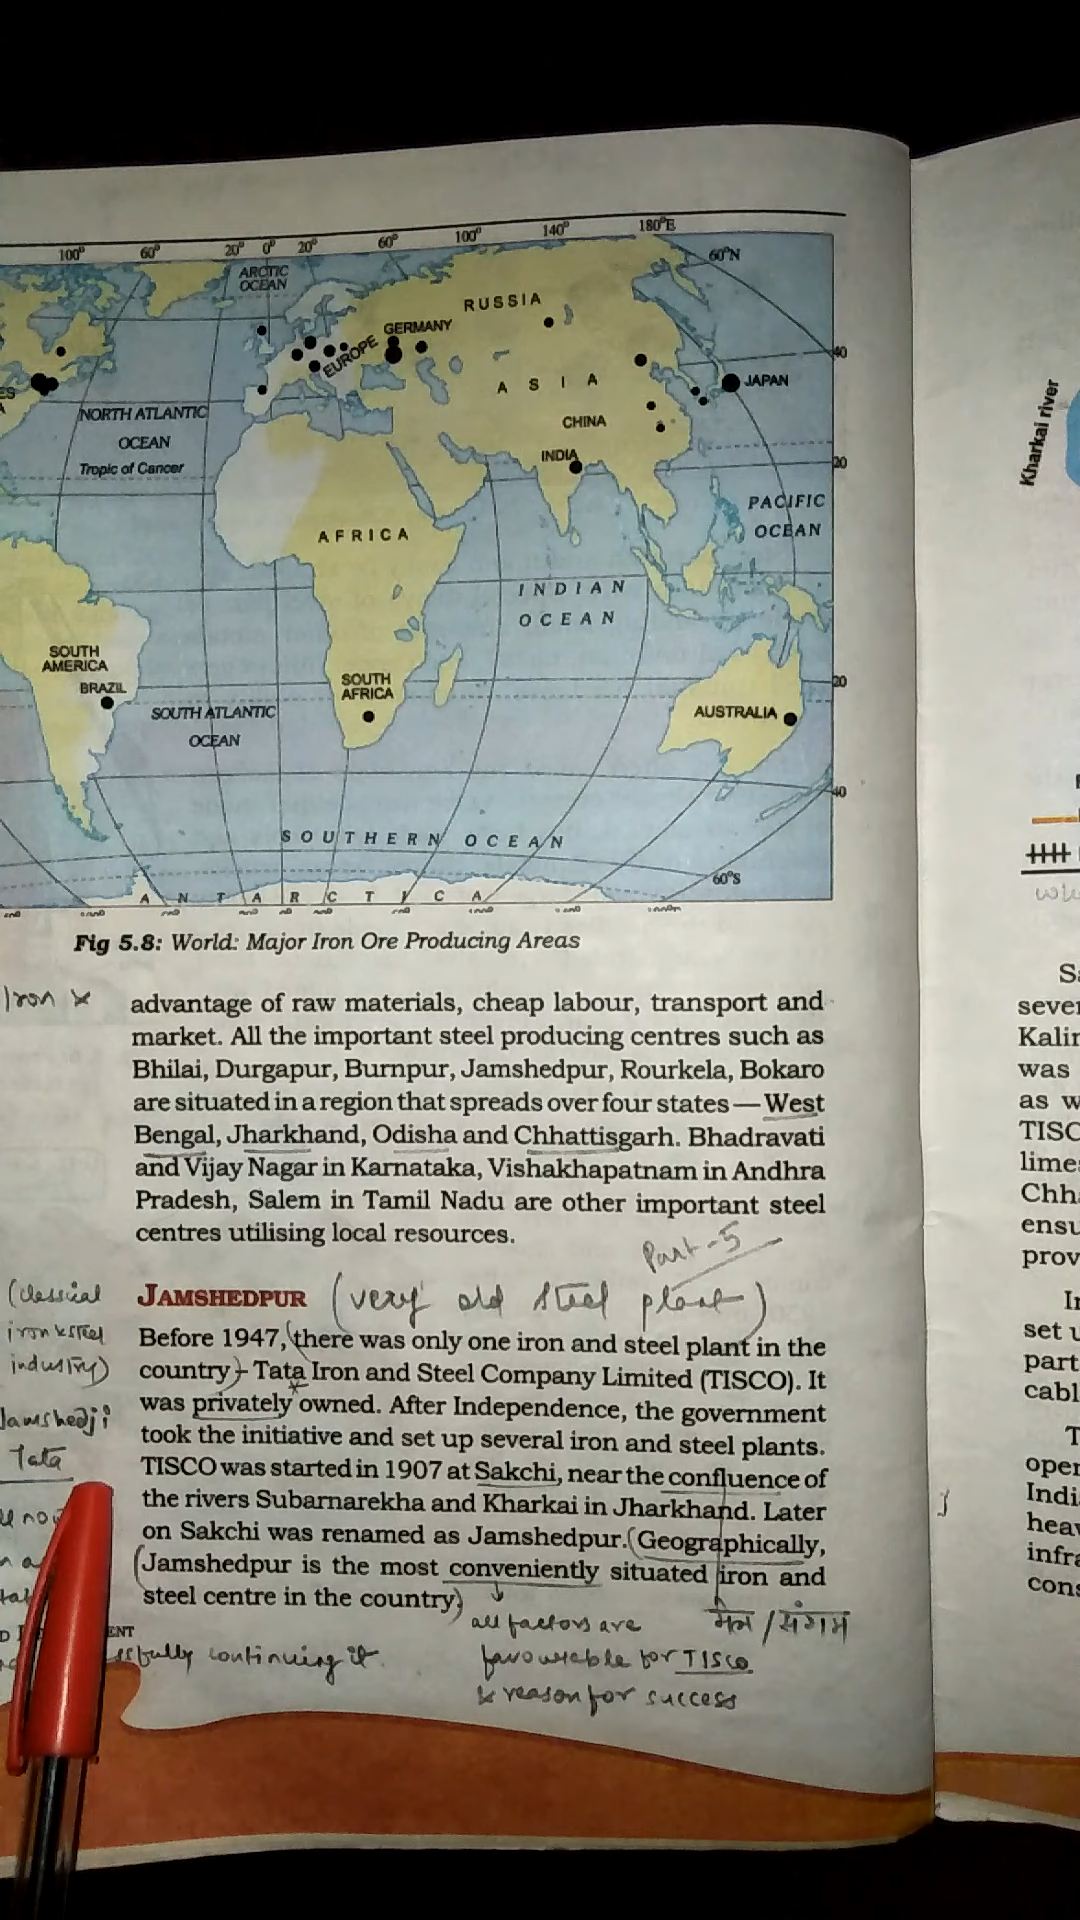 100° 60° 20° 0° 20° 60° 100° 140° 180°E
60°N
ARCTIC
OCEAN
RUSSIA
GERMANY
EUROPE
40
JAPAN
ASIA
NORTH ATLANTIC
OCEAN
CHINA
Tropic of Cancer
INDIA
20
PACIFIC
OCEAN
AFRICA
INDIAN
OCEAN
SOUTH
AMERICA
BRAZIL
SOUTH
AFRICA
20
SOUTH ATLANTIC
OCEAN
AUSTRALIA
40
SOUTHERN OCEAN
60°S
ANTARCTICA
Fig 5.8: World: Major Iron Ore Producing Areas
Iron
advantage of raw materials, cheap labour, transport and
market. All the important steel producing centres such as
Bhilai, Durgapur, Burnpur, Jamshedpur, Rourkela, Bokaro
are situated in a region that spreads over four states — West
Bengal, Jharkhand, Odisha and Chhattisgarh. Bhadravati
and Vijay Nagar in Karnataka, Vishakhapatnam in Andhra
Pradesh, Salem in Tamil Nadu are other important steel
centres utilising local resources.
Part-5
JAMSHEDPUR (very old steel plant)
(classical
iron & steel
industry)
Jamshedji
Tata
Before 1947, (there was only one iron and steel plant in the
country) – Tata Iron and Steel Company Limited (TISCO). It
was privately owned. After Independence, the government
took the initiative and set up several iron and steel plants.
TISCO was started in 1907 at Sakchi, near the confluence of
the rivers Subarnarekha and Kharkai in Jharkhand. Later
on Sakchi was renamed as Jamshedpur. (Geographically,
(Jamshedpur is the most conveniently situated iron and
steel centre in the country)
all factors are
favourable for TISCO
& reason for success
/ संगम
continuing it
Kharkai river
TISC